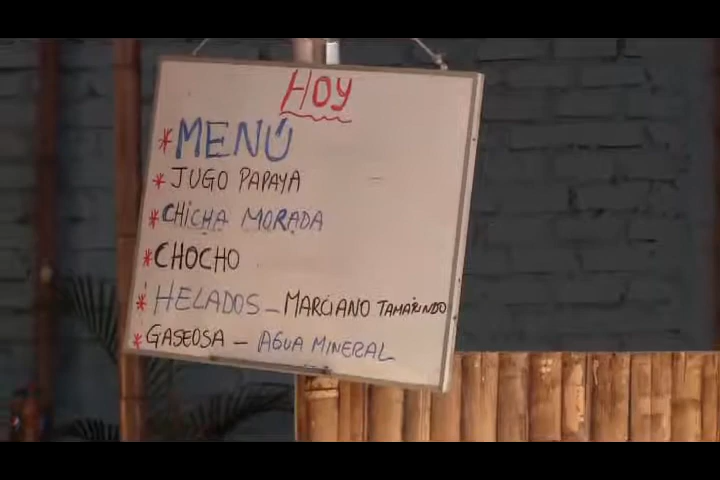 HOY
* MENÚ
* JUGO PAPAYA
* CHICHA MORADA
* CHOCHO
* HELADOS - MARCIANO TAMARINDO
* GASEOSA - AGUA MINERAL